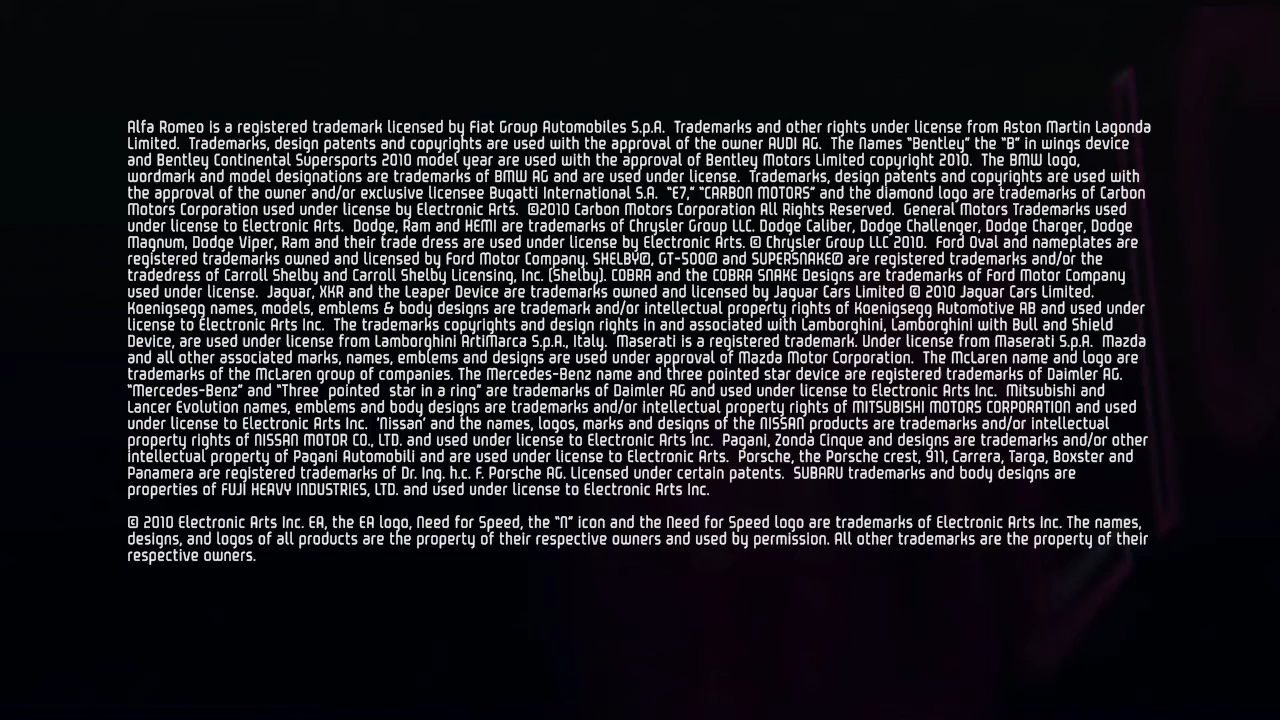 Alfa Romeo is a registered trademark licensed by Fiat Group Automobiles S.p.A.  Trademarks and other rights under license from Aston Martin Lagonda
Limited.  Trademarks, design patents and copyrights are used with the approval of the owner AUDI AG.  The Names “Bentley” the “B” in wings device
and Bentley Continental Supersports 2010 model year are used with the approval of Bentley Motors Limited copyright 2010.  The BMW logo,
wordmark and model designations are trademarks of BMW AG and are used under license.  Trademarks, design patents and copyrights are used with
the approval of the owner and/or exclusive licensee Bugatti International S.A.  “E7,” “CARBON MOTORS” and the diamond logo are trademarks of Carbon
Motors Corporation used under license by Electronic Arts.  ©2010 Carbon Motors Corporation All Rights Reserved.  General Motors Trademarks used
under license to Electronic Arts.  Dodge, Ram and HEMI are trademarks of Chrysler Group LLC. Dodge Caliber, Dodge Challenger, Dodge Charger, Dodge
Magnum, Dodge Viper, Ram and their trade dress are used under license by Electronic Arts. © Chrysler Group LLC 2010.  Ford Oval and nameplates are
registered trademarks owned and licensed by Ford Motor Company. SHELBY®, GT-500® and SUPERSNAKE® are registered trademarks and/or the
tradedress of Carroll Shelby and Carroll Shelby Licensing, Inc. (Shelby). COBRA and the COBRA SNAKE Designs are trademarks of Ford Motor Company
used under license.  Jaguar, XKR and the Leaper Device are trademarks owned and licensed by Jaguar Cars Limited © 2010 Jaguar Cars Limited.
Koenigsegg names, models, emblems & body designs are trademark and/or intellectual property rights of Koenigsegg Automotive AB and used under
license to Electronic Arts Inc.  The trademarks copyrights and design rights in and associated with Lamborghini, Lamborghini with Bull and Shield
Device, are used under license from Lamborghini ArtiMarca S.p.A., Italy.  Maserati is a registered trademark. Under license from Maserati S.p.A.  Mazda
and all other associated marks, names, emblems and designs are used under approval of Mazda Motor Corporation.  The McLaren name and logo are
trademarks of the McLaren group of companies. The Mercedes-Benz name and three pointed star device are registered trademarks of Daimler AG.
“Mercedes-Benz” and “Three  pointed  star in a ring” are trademarks of Daimler AG and used under license to Electronic Arts Inc.  Mitsubishi and
Lancer Evolution names, emblems and body designs are trademarks and/or intellectual property rights of MITSUBISHI MOTORS CORPORATION and used
under license to Electronic Arts Inc.  ‘Nissan’ and the names, logos, marks and designs of the NISSAN products are trademarks and/or intellectual
property rights of NISSAN MOTOR CO., LTD. and used under license to Electronic Arts Inc.  Pagani, Zonda Cinque and designs are trademarks and/or other
intellectual property of Pagani Automobili and are used under license to Electronic Arts.  Porsche, the Porsche crest, 911, Carrera, Targa, Boxster and
Panamera are registered trademarks of Dr. Ing. h.c. F. Porsche AG. Licensed under certain patents.  SUBARU trademarks and body designs are
properties of FUJI HEAVY INDUSTRIES, LTD. and used under license to Electronic Arts Inc.
© 2010 Electronic Arts Inc. EA, the EA logo, Need for Speed, the “N” icon and the Need for Speed logo are trademarks of Electronic Arts Inc. The names,
designs, and logos of all products are the property of their respective owners and used by permission. All other trademarks are the property of their
respective owners.